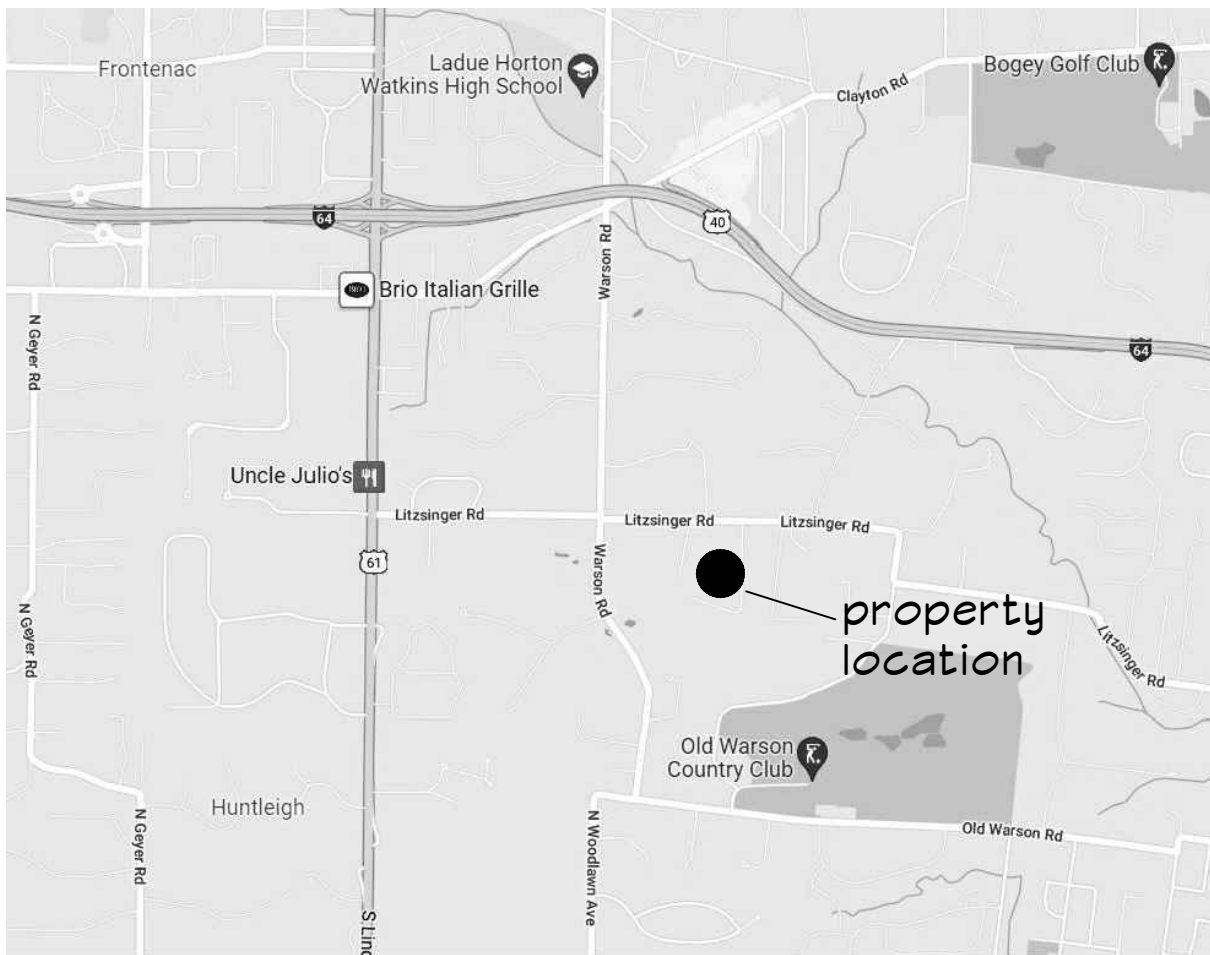 Frontenac
Ladue Horton
Watkins High School
Bogey Golf Club
Clayton Rd
64
40
Warson Rd
BRIO
Brio Italian Grille
N Geyer Rd
64
Uncle Julio's
Litzsinger Rd
Litzsinger Rd
Litzsinger Rd
61
Warson Rd
N Geyer Rd
property
location
Litzsinger Rd
Old Warson
Country Club
Huntleigh
N Geyer Rd
N Woodlawn Ave
Old Warson Rd
S Lind